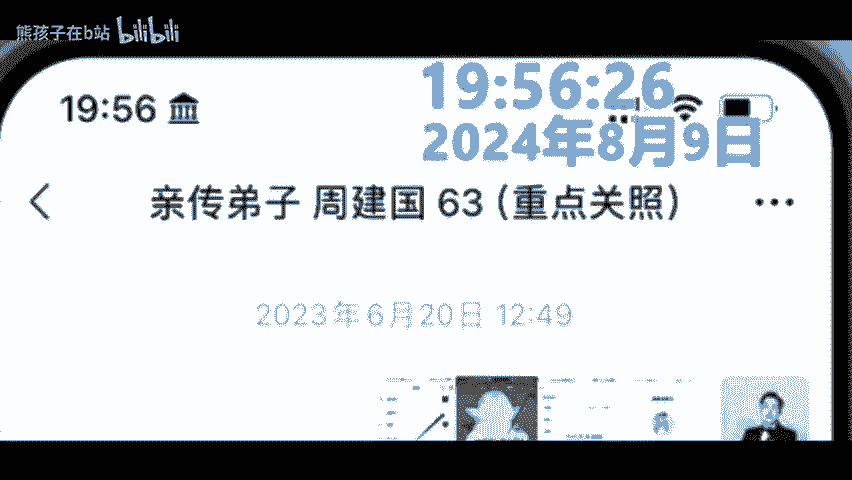 熊孩子在b站 bilibili
19:56:26
19:56
2024年8月9日
亲传弟子 周建国 63（重点关照）
2023年6月20日 12:49